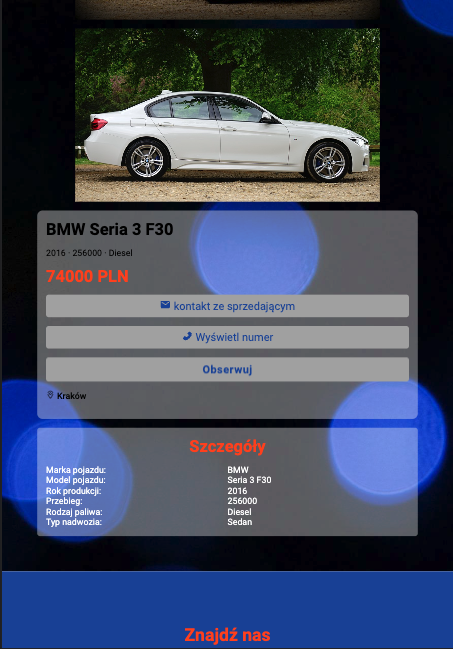 BMW Seria 3 F30
2016 · 256000 · Diesel
74000 PLN
kontakt ze sprzedającym
Wyświetl numer
Obserwuj
Kraków
Szczegóły
Marka pojazdu: BMW
Model pojazdu: Seria 3 F30
Rok produkcji: 2016
Przebieg: 256000
Rodzaj paliwa: Diesel
Typ nadwozia: Sedan
Znajdź nas